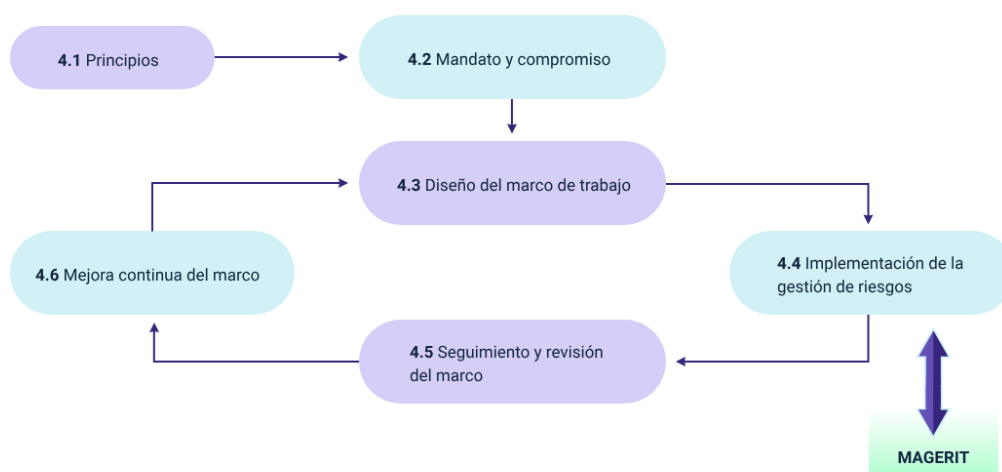 4.1 Principios
4.2 Mandato y compromiso
4.3 Diseño del marco de trabajo
4.4 Implementación de la
gestión de riesgos
4.5 Seguimiento y revisión
del marco
4.6 Mejora continua del marco
MAGERIT